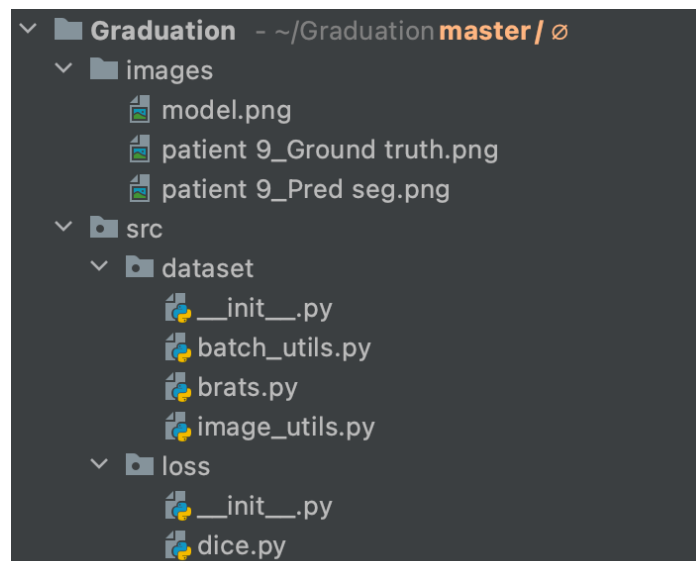 Graduation - ~/Graduation master / ∅
images
model.png
patient 9_Ground truth.png
patient 9_Pred seg.png
src
dataset
__init__.py
batch_utils.py
brats.py
image_utils.py
loss
__init__.py
dice.py